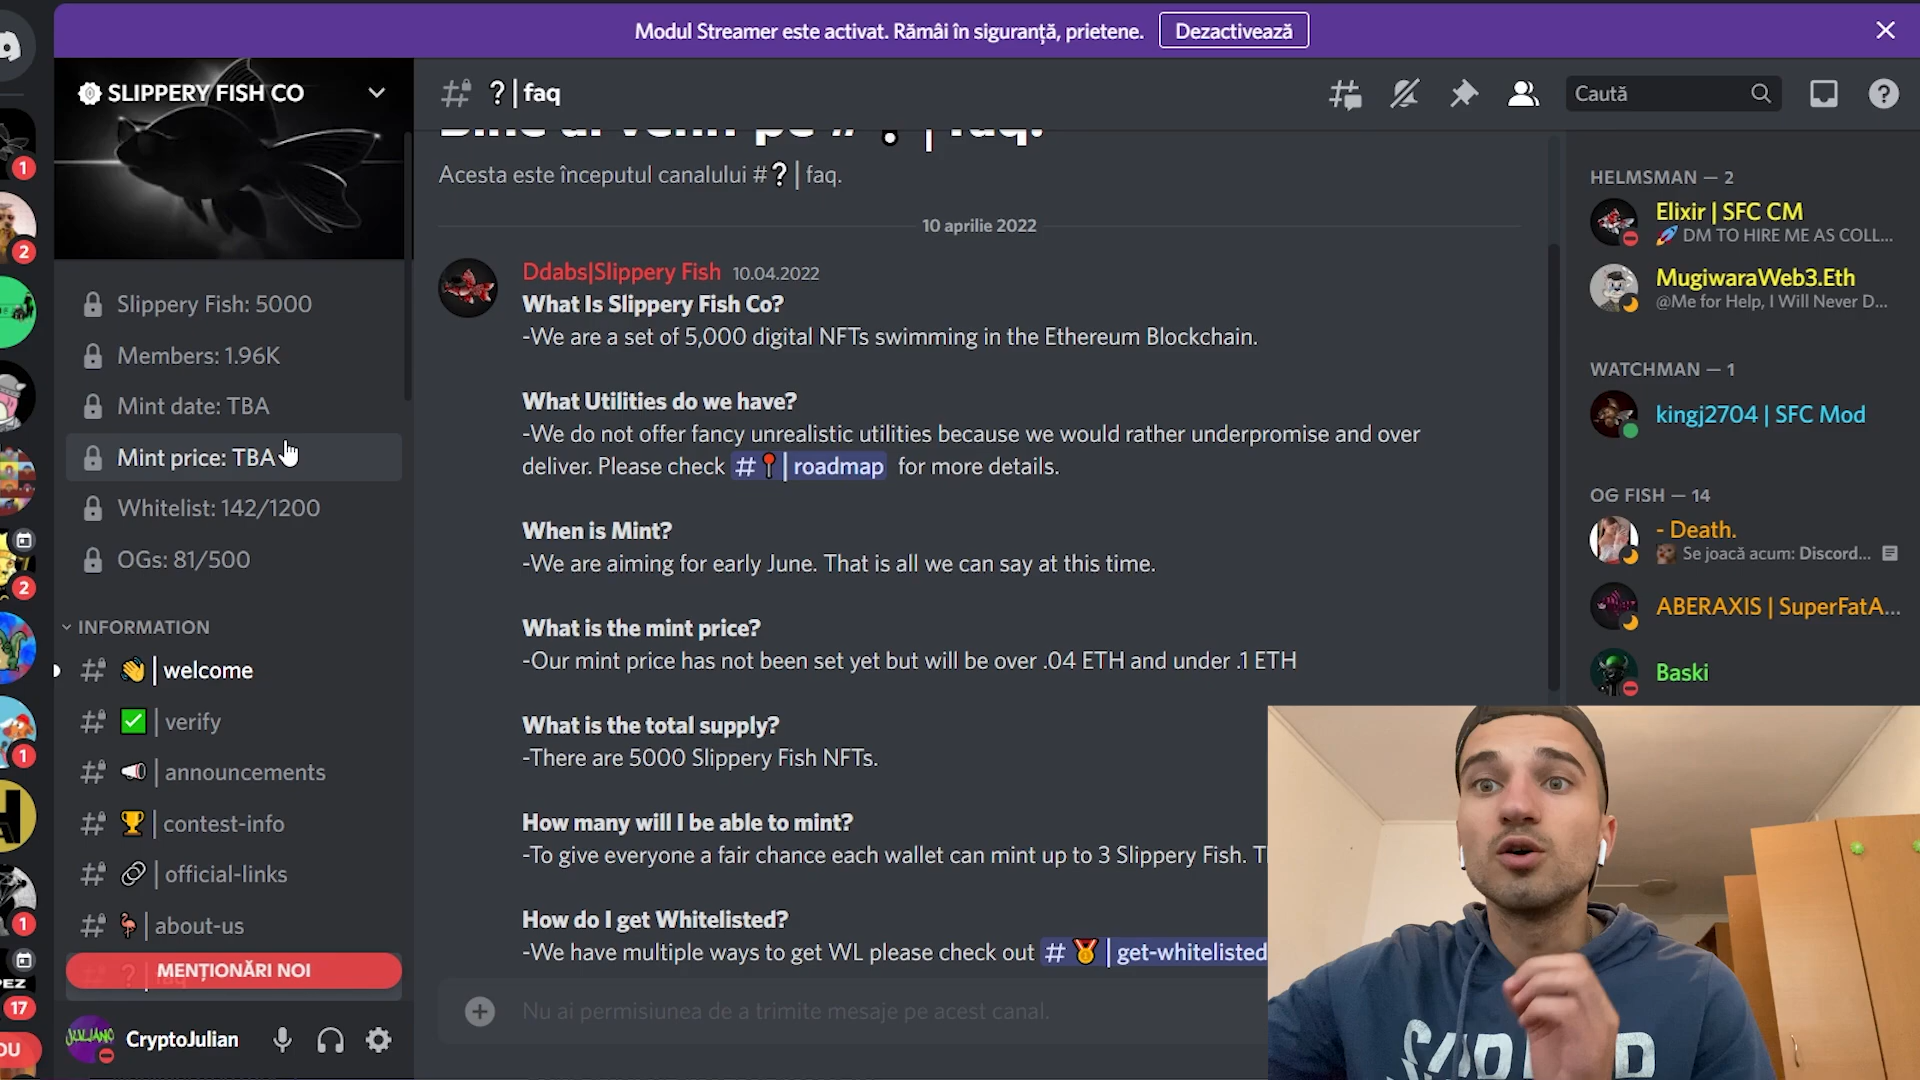 Modul Streamer este activat. Rămâi în siguranță, prietene.
Dezactivează
SLIPPERY FISH CO
? | faq
Caută
Acesta este începutul canalului # ? | faq.
10 aprilie 2022
Slippery Fish: 5000
Members: 1.96K
Mint date: TBA
Mint price: TBA
Whitelist: 142/1200
OGs: 81/500
INFORMATION
| welcome
| verify
| announcements
| contest-info
| official-links
| about-us
MENȚIONĂRI NOI
CryptoJulian
1
2
2
1
1
17
Ddabs|Slippery Fish 10.04.2022
What Is Slippery Fish Co?
-We are a set of 5,000 digital NFTs swimming in the Ethereum Blockchain.
What Utilities do we have?
-We do not offer fancy unrealistic utilities because we would rather underpromise and over
deliver. Please check # | roadmap for more details.
When is Mint?
-We are aiming for early June. That is all we can say at this time.
What is the mint price?
-Our mint price has not been set yet but will be over .04 ETH and under .1 ETH
What is the total supply?
-There are 5000 Slippery Fish NFTs.
How many will I be able to mint?
-To give everyone a fair chance each wallet can mint up to 3 Slippery Fish.
How do I get Whitelisted?
-We have multiple ways to get WL please check out # | get-whitelisted
Nu ai permisiunea de a trimite mesaje pe acest canal.
HELMSMAN — 2
Elixir | SFC CM
DM TO HIRE ME AS COLL...
MugiwaraWeb3.Eth
@Me for Help, I Will Never D...
WATCHMAN — 1
kingj2704 | SFC Mod
OG FISH — 14
- Death.
Se joacă acum: Discord...
ABERAXIS | SuperFatA...
Baski